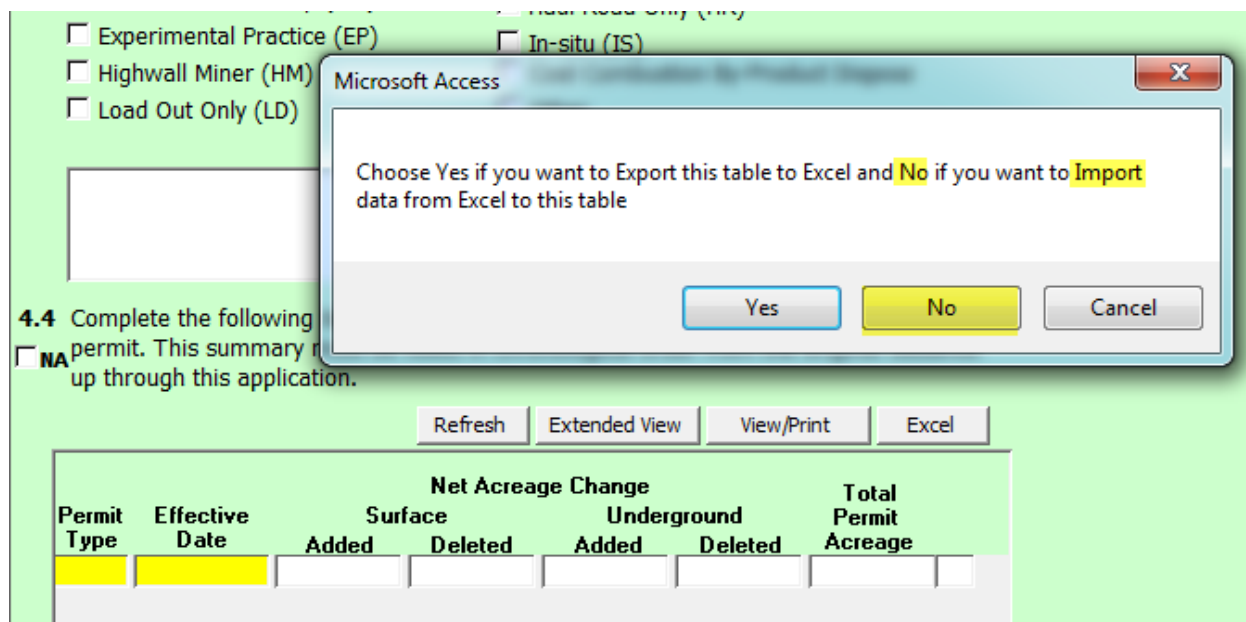 Haul Road Only (HR)
Experimental Practice (EP)
In-situ (IS)
Highwall Miner (HM)
Load Out Only (LD)
Microsoft Access
Choose Yes if you want to Export this table to Excel and No if you want to Import
data from Excel to this table
Yes No Cancel
4.4 Complete the following
NA permit. This summary
up through this application.
Refresh Extended View View/Print Excel
Net Acreage Change Total
Permit Effective Surface Underground Permit
Type Date Added Deleted Added Deleted Acreage